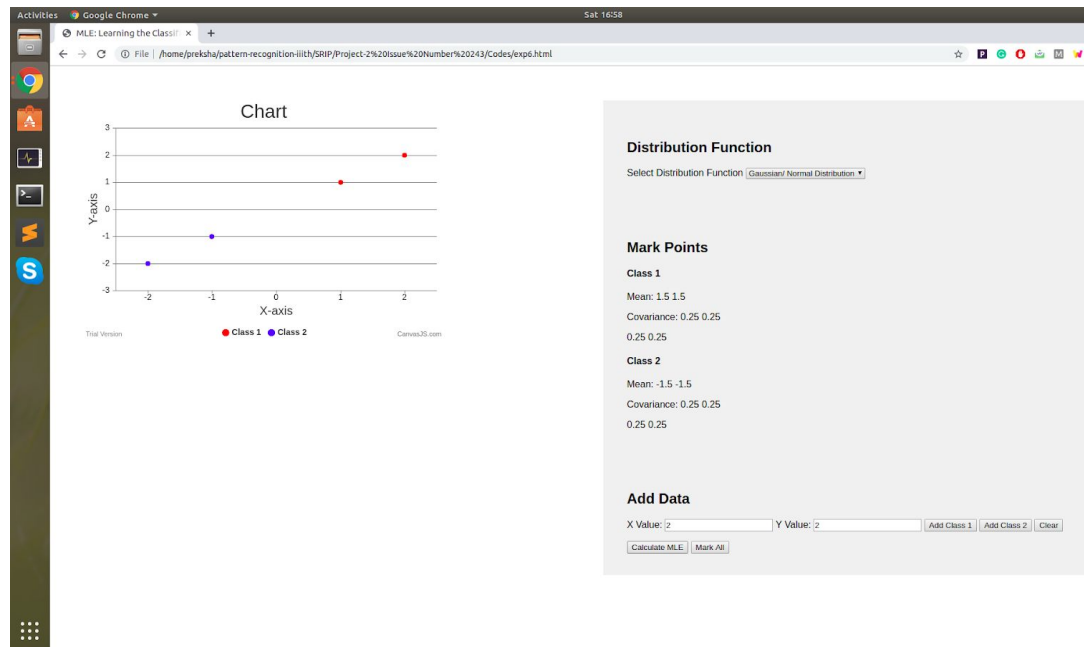 Activities Google Chrome ▾ Sat 16:58
MLE: Learning the Classif × +
File | /home/preksha/pattern-recognition-iiith/SRIP/Project-2%20Issue%20Number%20243/Codes/exp6.html
Chart
3
2
1
0
-1
-2
-3
Y-axis
-2 -1 0 1 2
X-axis
Class 1 Class 2
Trial Version
CanvasJS.com
Distribution Function
Select Distribution Function Gaussian/ Normal Distribution ▾
Mark Points
Class 1
Mean: 1.5 1.5
Covariance: 0.25 0.25
0.25 0.25
Class 2
Mean: -1.5 -1.5
Covariance: 0.25 0.25
0.25 0.25
Add Data
X Value: 2 Y Value: 2 Add Class 1 Add Class 2 Clear
Calculate MLE Mark All